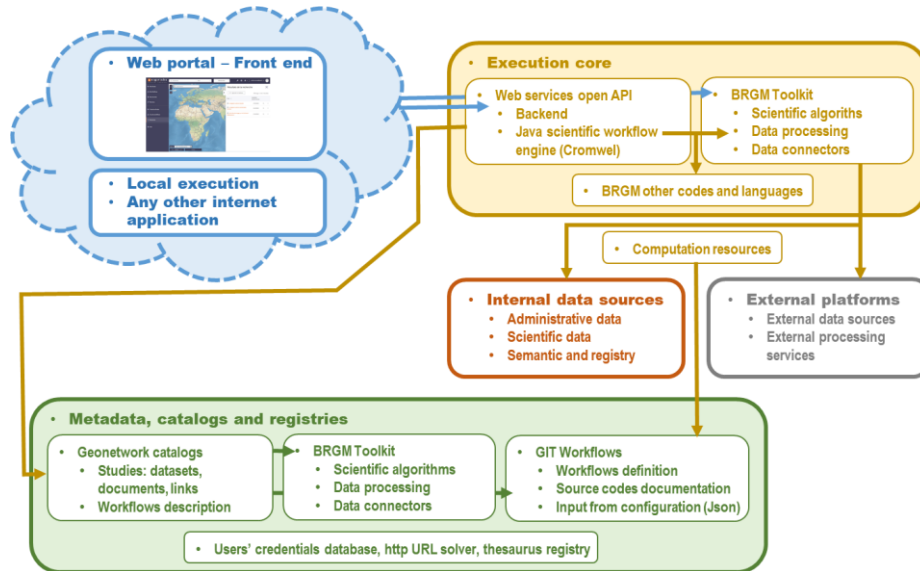 • Web portal – Front end
• Local execution
• Any other internet
application
• Execution core
• Web services open API
• Backend
• Java scientific workflow
engine (Cromwel)
• BRGM Toolkit
• Scientific algoriths
• Data processing
• Data connectors
• BRGM other codes and languages
• Computation resources
• Internal data sources
• Administrative data
• Scientific data
• Semantic and registry
• External platforms
• External data sources
• External processing
services
• Metadata, catalogs and registries
• Geonetwork catalogs
• Studies: datasets,
documents, links
• Workflows description
• BRGM Toolkit
• Scientific algorithms
• Data processing
• Data connectors
• GIT Workflows
• Workflows definition
• Source codes documentation
• Input from configuration (Json)
• Users' credentials database, http URL solver, thesaurus registry